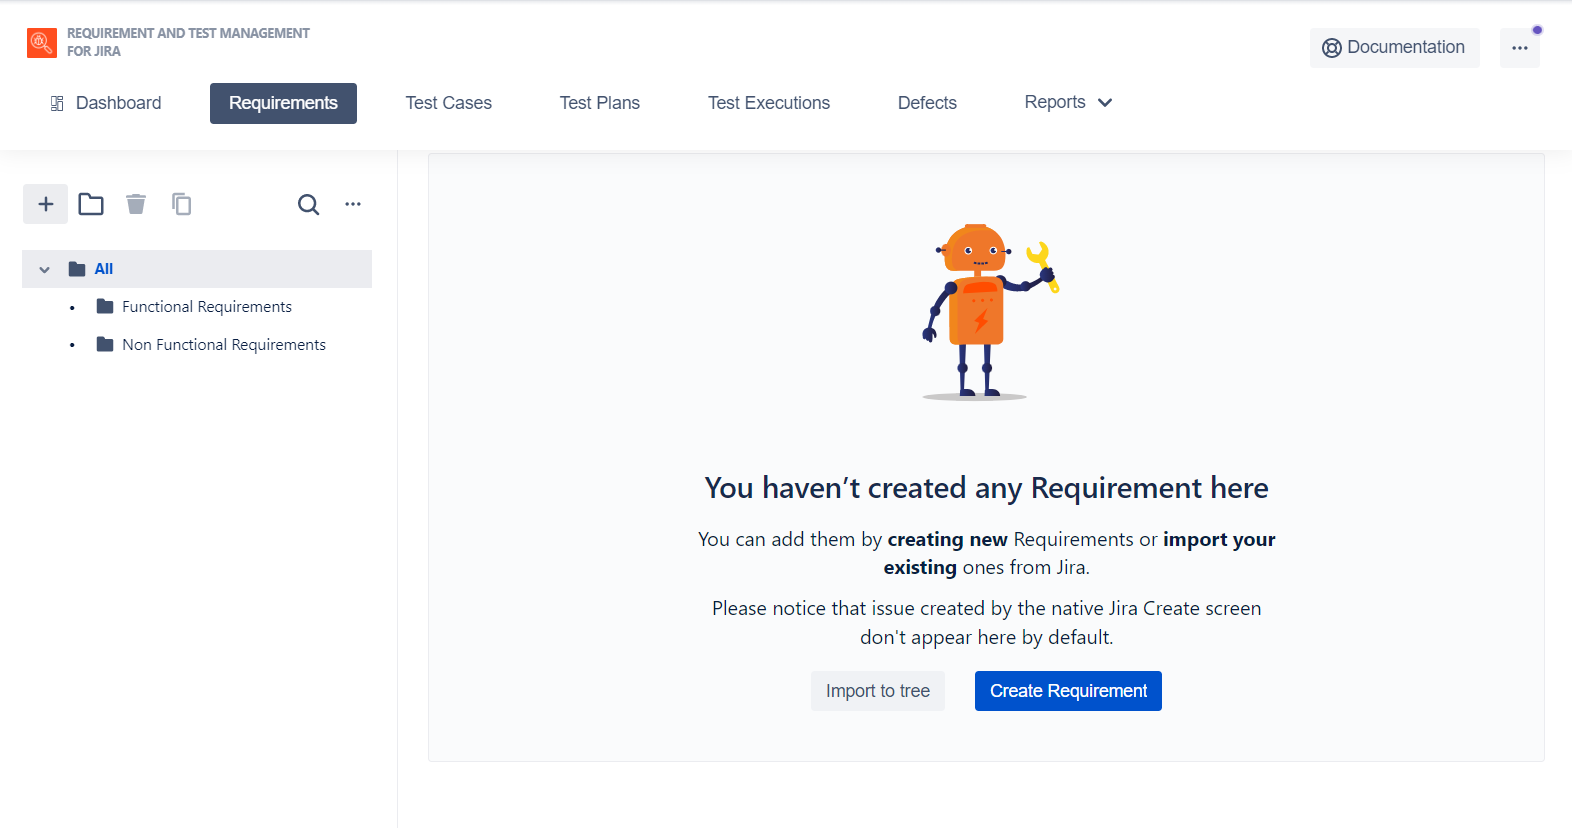 REQUIREMENT AND TEST MANAGEMENT
FOR JIRA
Documentation
Dashboard
Requirements
Test Cases
Test Plans
Test Executions
Defects
Reports
All
Functional Requirements
Non Functional Requirements
You haven’t created any Requirement here
You can add them by creating new Requirements or import your
existing ones from Jira.
Please notice that issue created by the native Jira Create screen
don't appear here by default.
Import to tree
Create Requirement